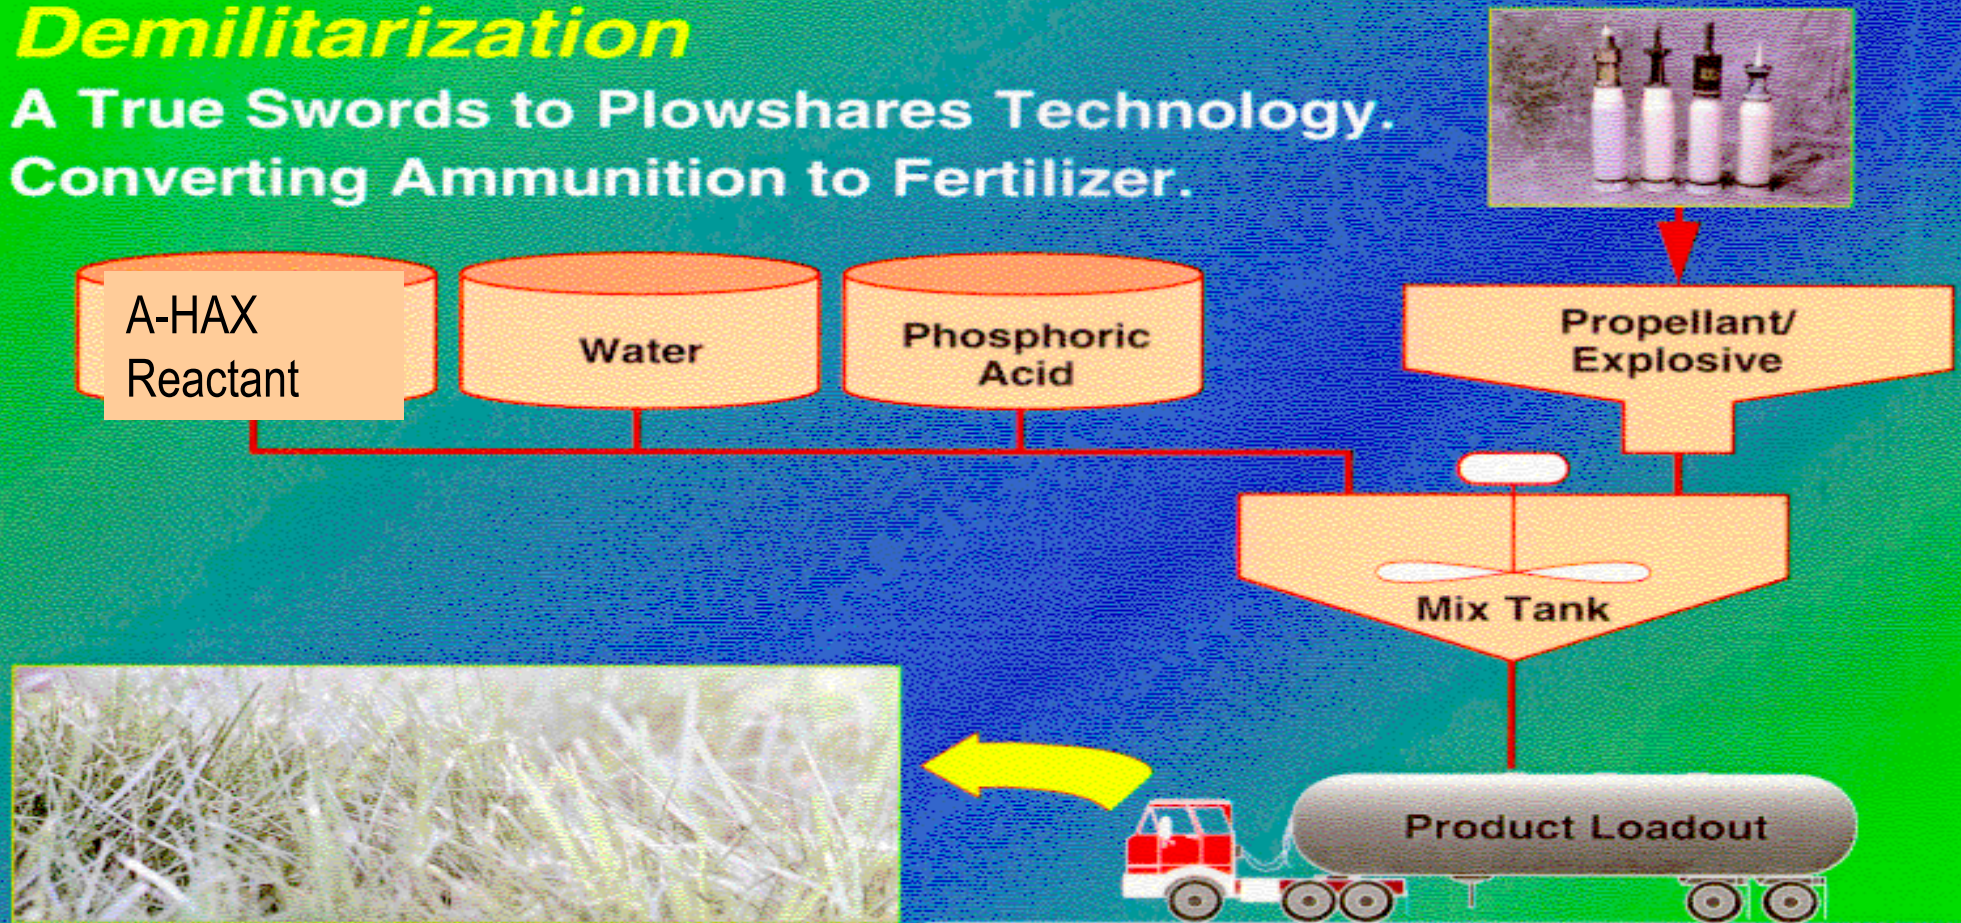 Demilitarization
A True Swords to Plowshares Technology.
Converting Ammunition to Fertilizer.
A-HAX
Reactant
Water
Phosphoric
Acid
Propellant/
Explosive
Mix Tank
Product Loadout